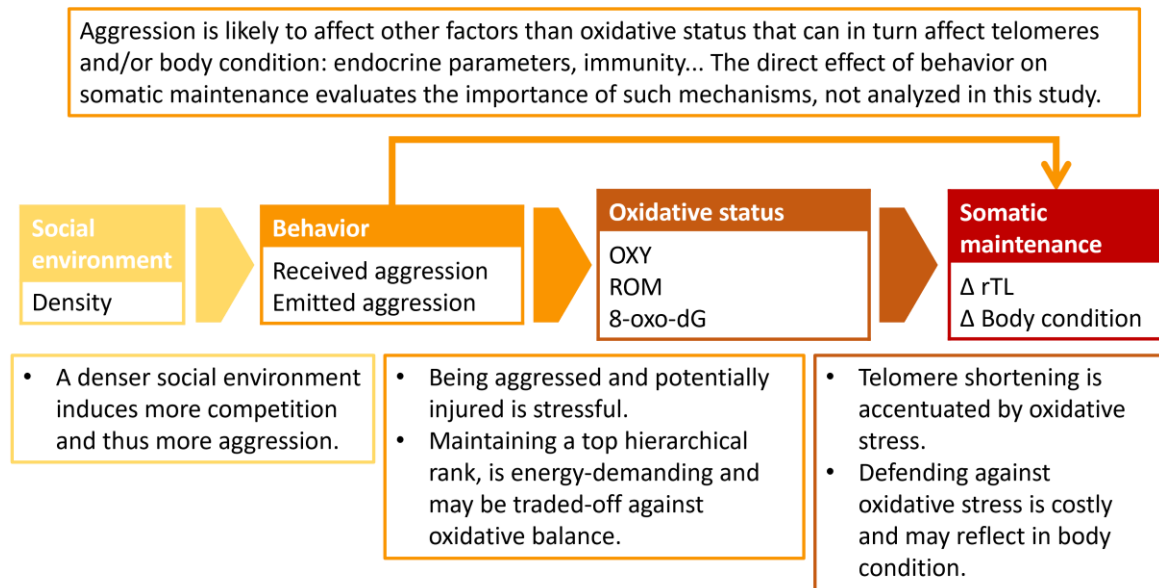 Aggression is likely to affect other factors than oxidative status that can in turn affect telomeres
and/or body condition: endocrine parameters, immunity... The direct effect of behavior on
somatic maintenance evaluates the importance of such mechanisms, not analyzed in this study.
Social
environment
Density
Behavior
Received aggression
Emitted aggression
Oxidative status
OXY
ROM
8-oxo-dG
Somatic
maintenance
Δ rTL
Δ Body condition
• A denser social environment
induces more competition
and thus more aggression.
• Being aggressed and potentially
injured is stressful.
• Maintaining a top hierarchical
rank, is energy-demanding and
may be traded-off against
oxidative balance.
• Telomere shortening is
accentuated by oxidative
stress.
• Defending against
oxidative stress is costly
and may reflect in body
condition.